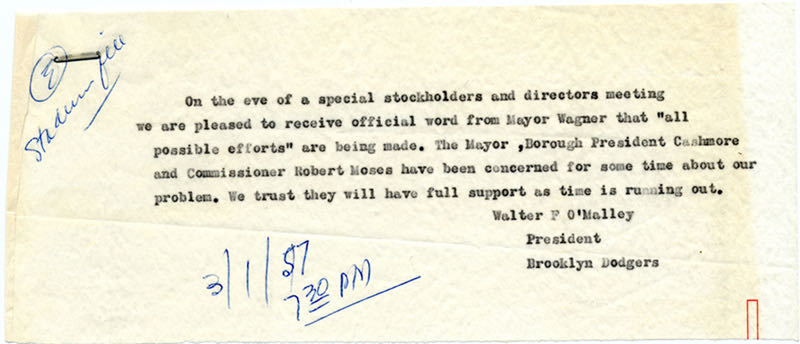 3
Stadium file
On the eve of a special stockholders and directors meeting
we are pleased to receive official word from Mayor Wagner that "all
possible efforts" are being made. The Mayor ,Borough President Cashmore
and Commissioner Robert Moses have been concerned for some time about our
problem. We trust they will have full support as time is running out.
Walter F O'Malley
President
Brooklyn Dodgers
3/1/57
7 30 PM